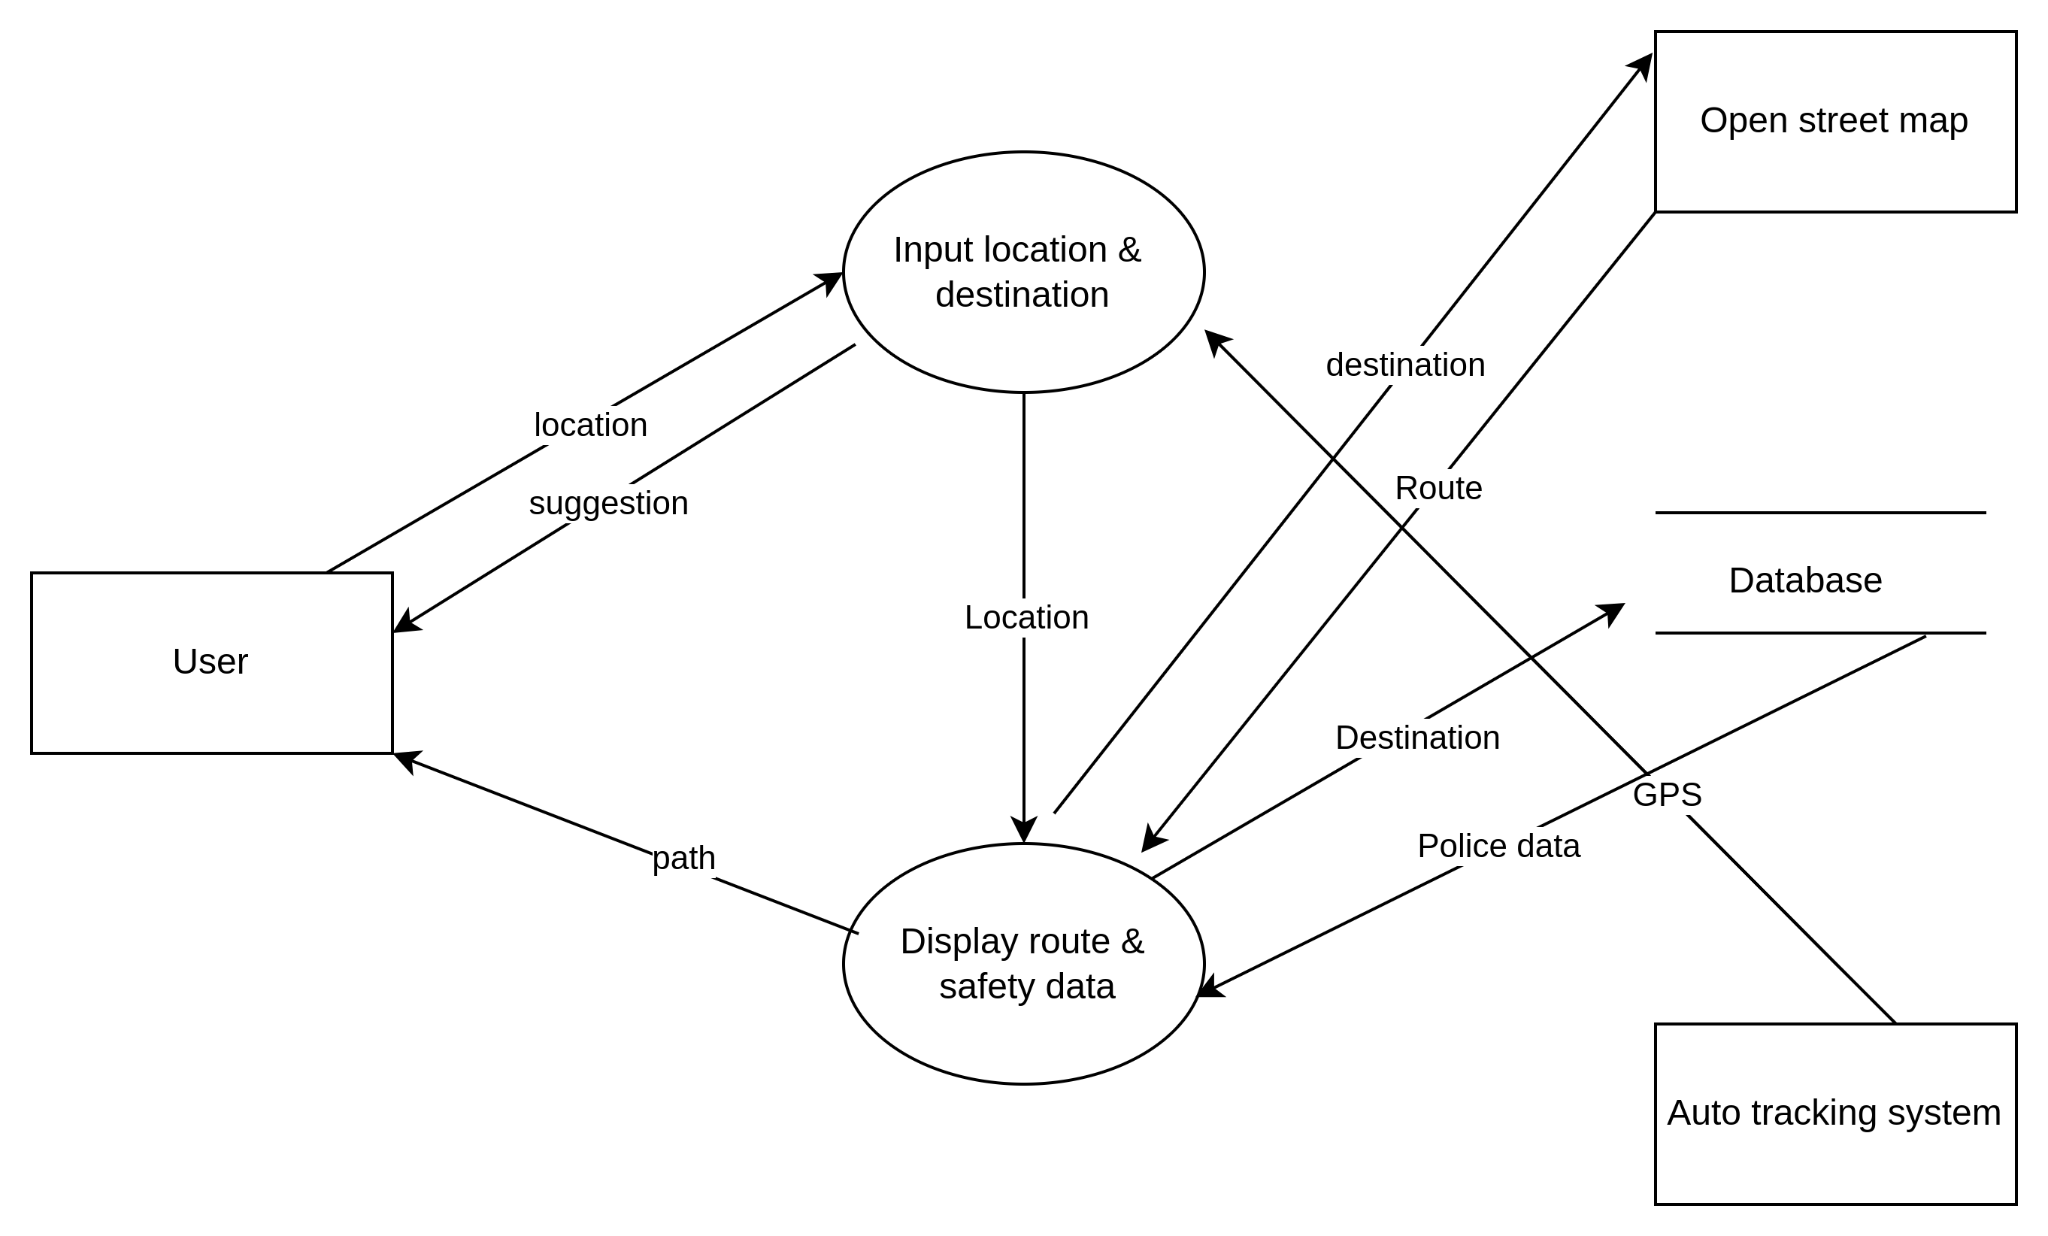 Open street map
Input location &
destination
destination
location
Route
suggestion
Database
Location
User
Destination
GPS
Police data
path
Display route &
safety data
Auto tracking system